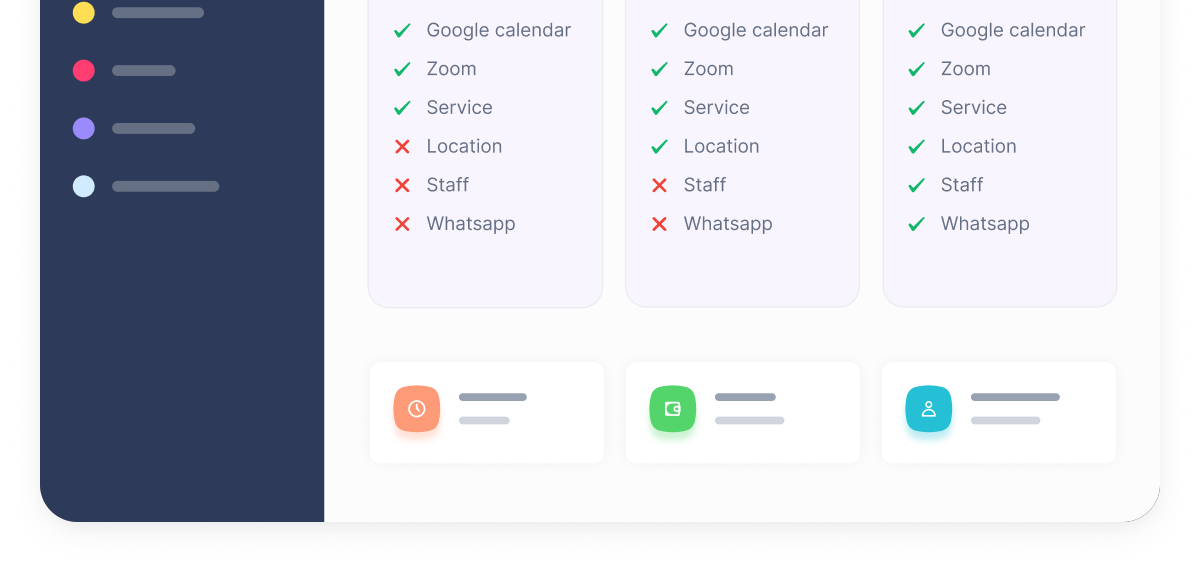 Google calendar
Zoom
Service
Location
Staff
Whatsapp
Google calendar
Zoom
Service
Location
Staff
Whatsapp
Google calendar
Zoom
Service
Location
Staff
Whatsapp